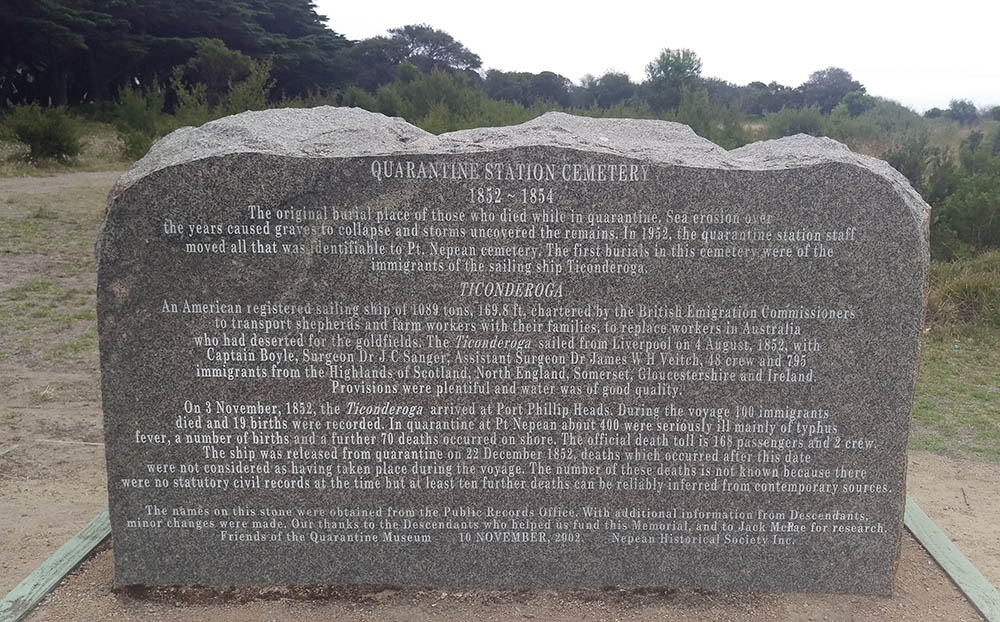 QUARANTINE STATION CEMETERY
1852 ~ 1854
The original burial place of those who died while in quarantine. Sea erosion over
the years caused graves to collapse and storms uncovered the remains. In 1952, the quarantine station staff
moved all that was identifiable to Pt. Nepean cemetery. The first burials in this cemetery were of the
immigrants of the sailing ship Ticonderoga.
TICONDEROGA
An American registered sailing ship of 1089 tons, 169.8 ft, chartered by the British Emigration Commissioners
to transport shepherds and farm workers with their families, to replace workers in Australia
who had deserted for the goldfields. The Ticonderoga sailed from Liverpool on 4 August, 1852, with
Captain Boyle, Surgeon Dr J C Sanger, Assistant Surgeon Dr James W H Veitch, 48 crew and 795
immigrants from the Highlands of Scotland, North England, Somerset, Gloucestershire and Ireland
Provisions were plentiful and water was of good quality.
On 3 November, 1852, the Ticonderoga arrived at Port Phillip Heads. During the voyage 100 immigrants
died and 19 births were recorded. In quarantine at Pt Nepean about 400 were seriously ill mainly of typhus
fever, a number of births and a further 70 deaths occurred on shore. The official death toll is 168 passengers and 2 crew.
The ship was released from quarantine on 22 December 1852, deaths which occurred after this date
were not considered as having taken place during the voyage. The number of these deaths is not known because there
were no statutory civil records at the time but at least ten further deaths can be reliably inferred from contemporary sources.
The names on this stone were obtained from the Public Records Office. With additional information from Descendants,
minor changes were made. Our thanks to the Descendants who helped us fund this Memorial, and to Jack McRae for research.
Friends of the Quarantine Museum 10 NOVEMBER, 2002. Nepean Historical Society Inc.